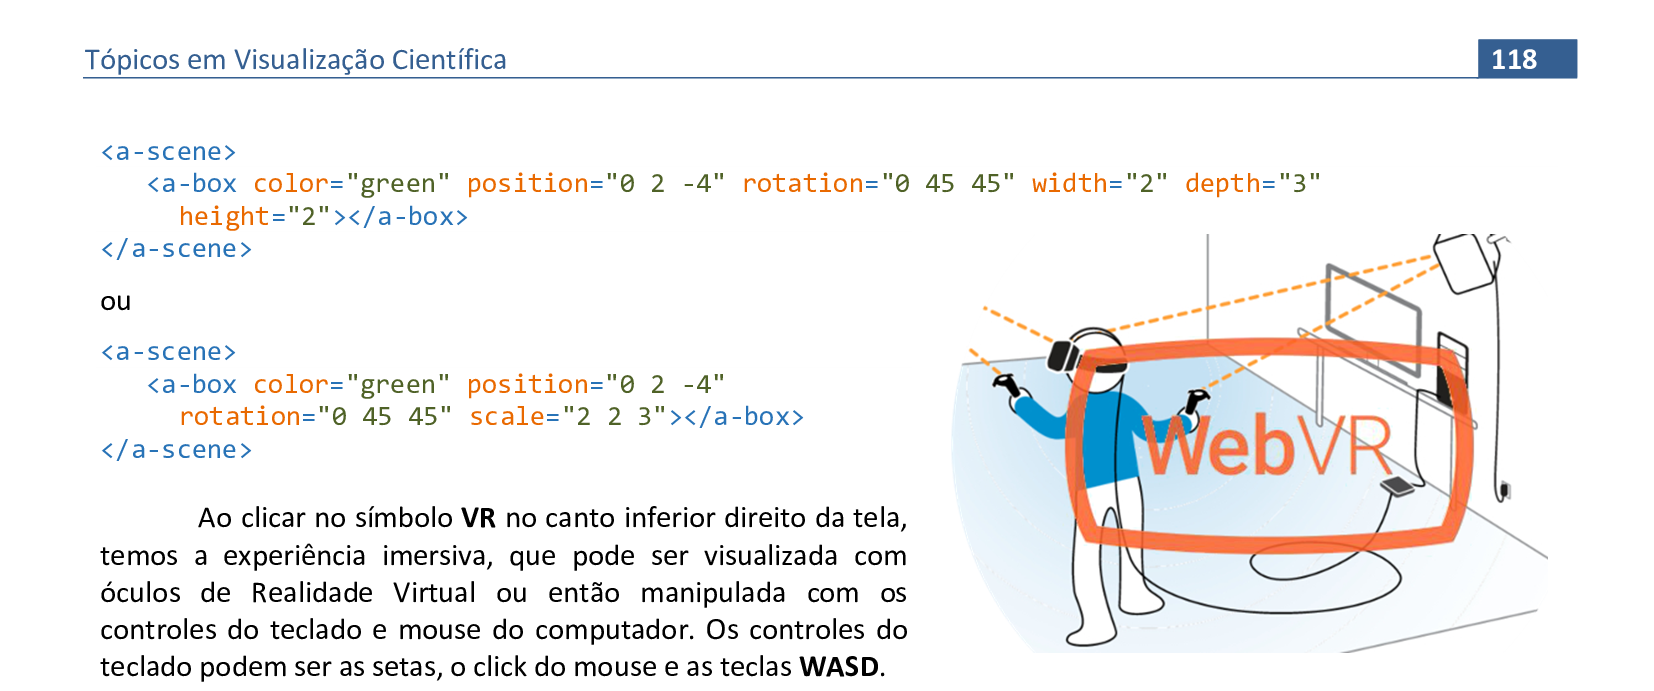 Tópicos em Visualização Científica
118
<a-scene>
<a-box color="green" position="0 2 -4" rotation="0 45 45" width="2" depth="3"
height="2"></a-box>
</a-scene>
ou
<a-scene>
<a-box color="green" position="0 2 -4"
rotation="0 45 45" scale="2 2 3"></a-box>
</a-scene>
WebVR
Ao clicar no símbolo VR no canto inferior direito da tela,
temos a experiência imersiva, que pode ser visualizada com
óculos de Realidade Virtual ou então manipulada com os
controles do teclado e mouse do computador. Os controles do
teclado podem ser as setas, o click do mouse e as teclas WASD.